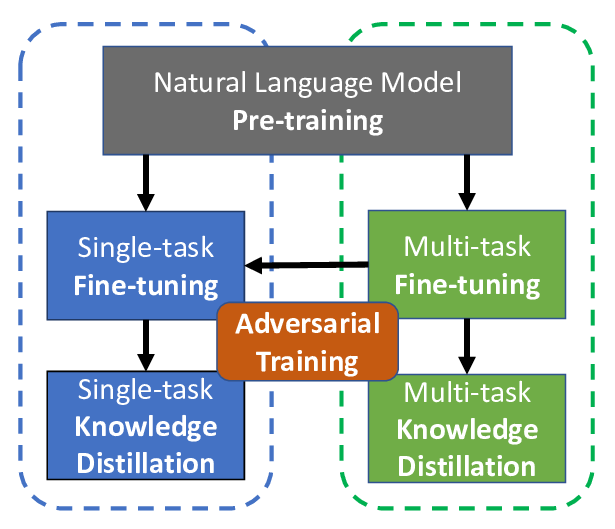 Natural Language Model
Pre-training
Single-task
Fine-tuning
Multi-task
Fine-tuning
Adversarial
Training
Single-task
Knowledge
Distillation
Multi-task
Knowledge
Distillation